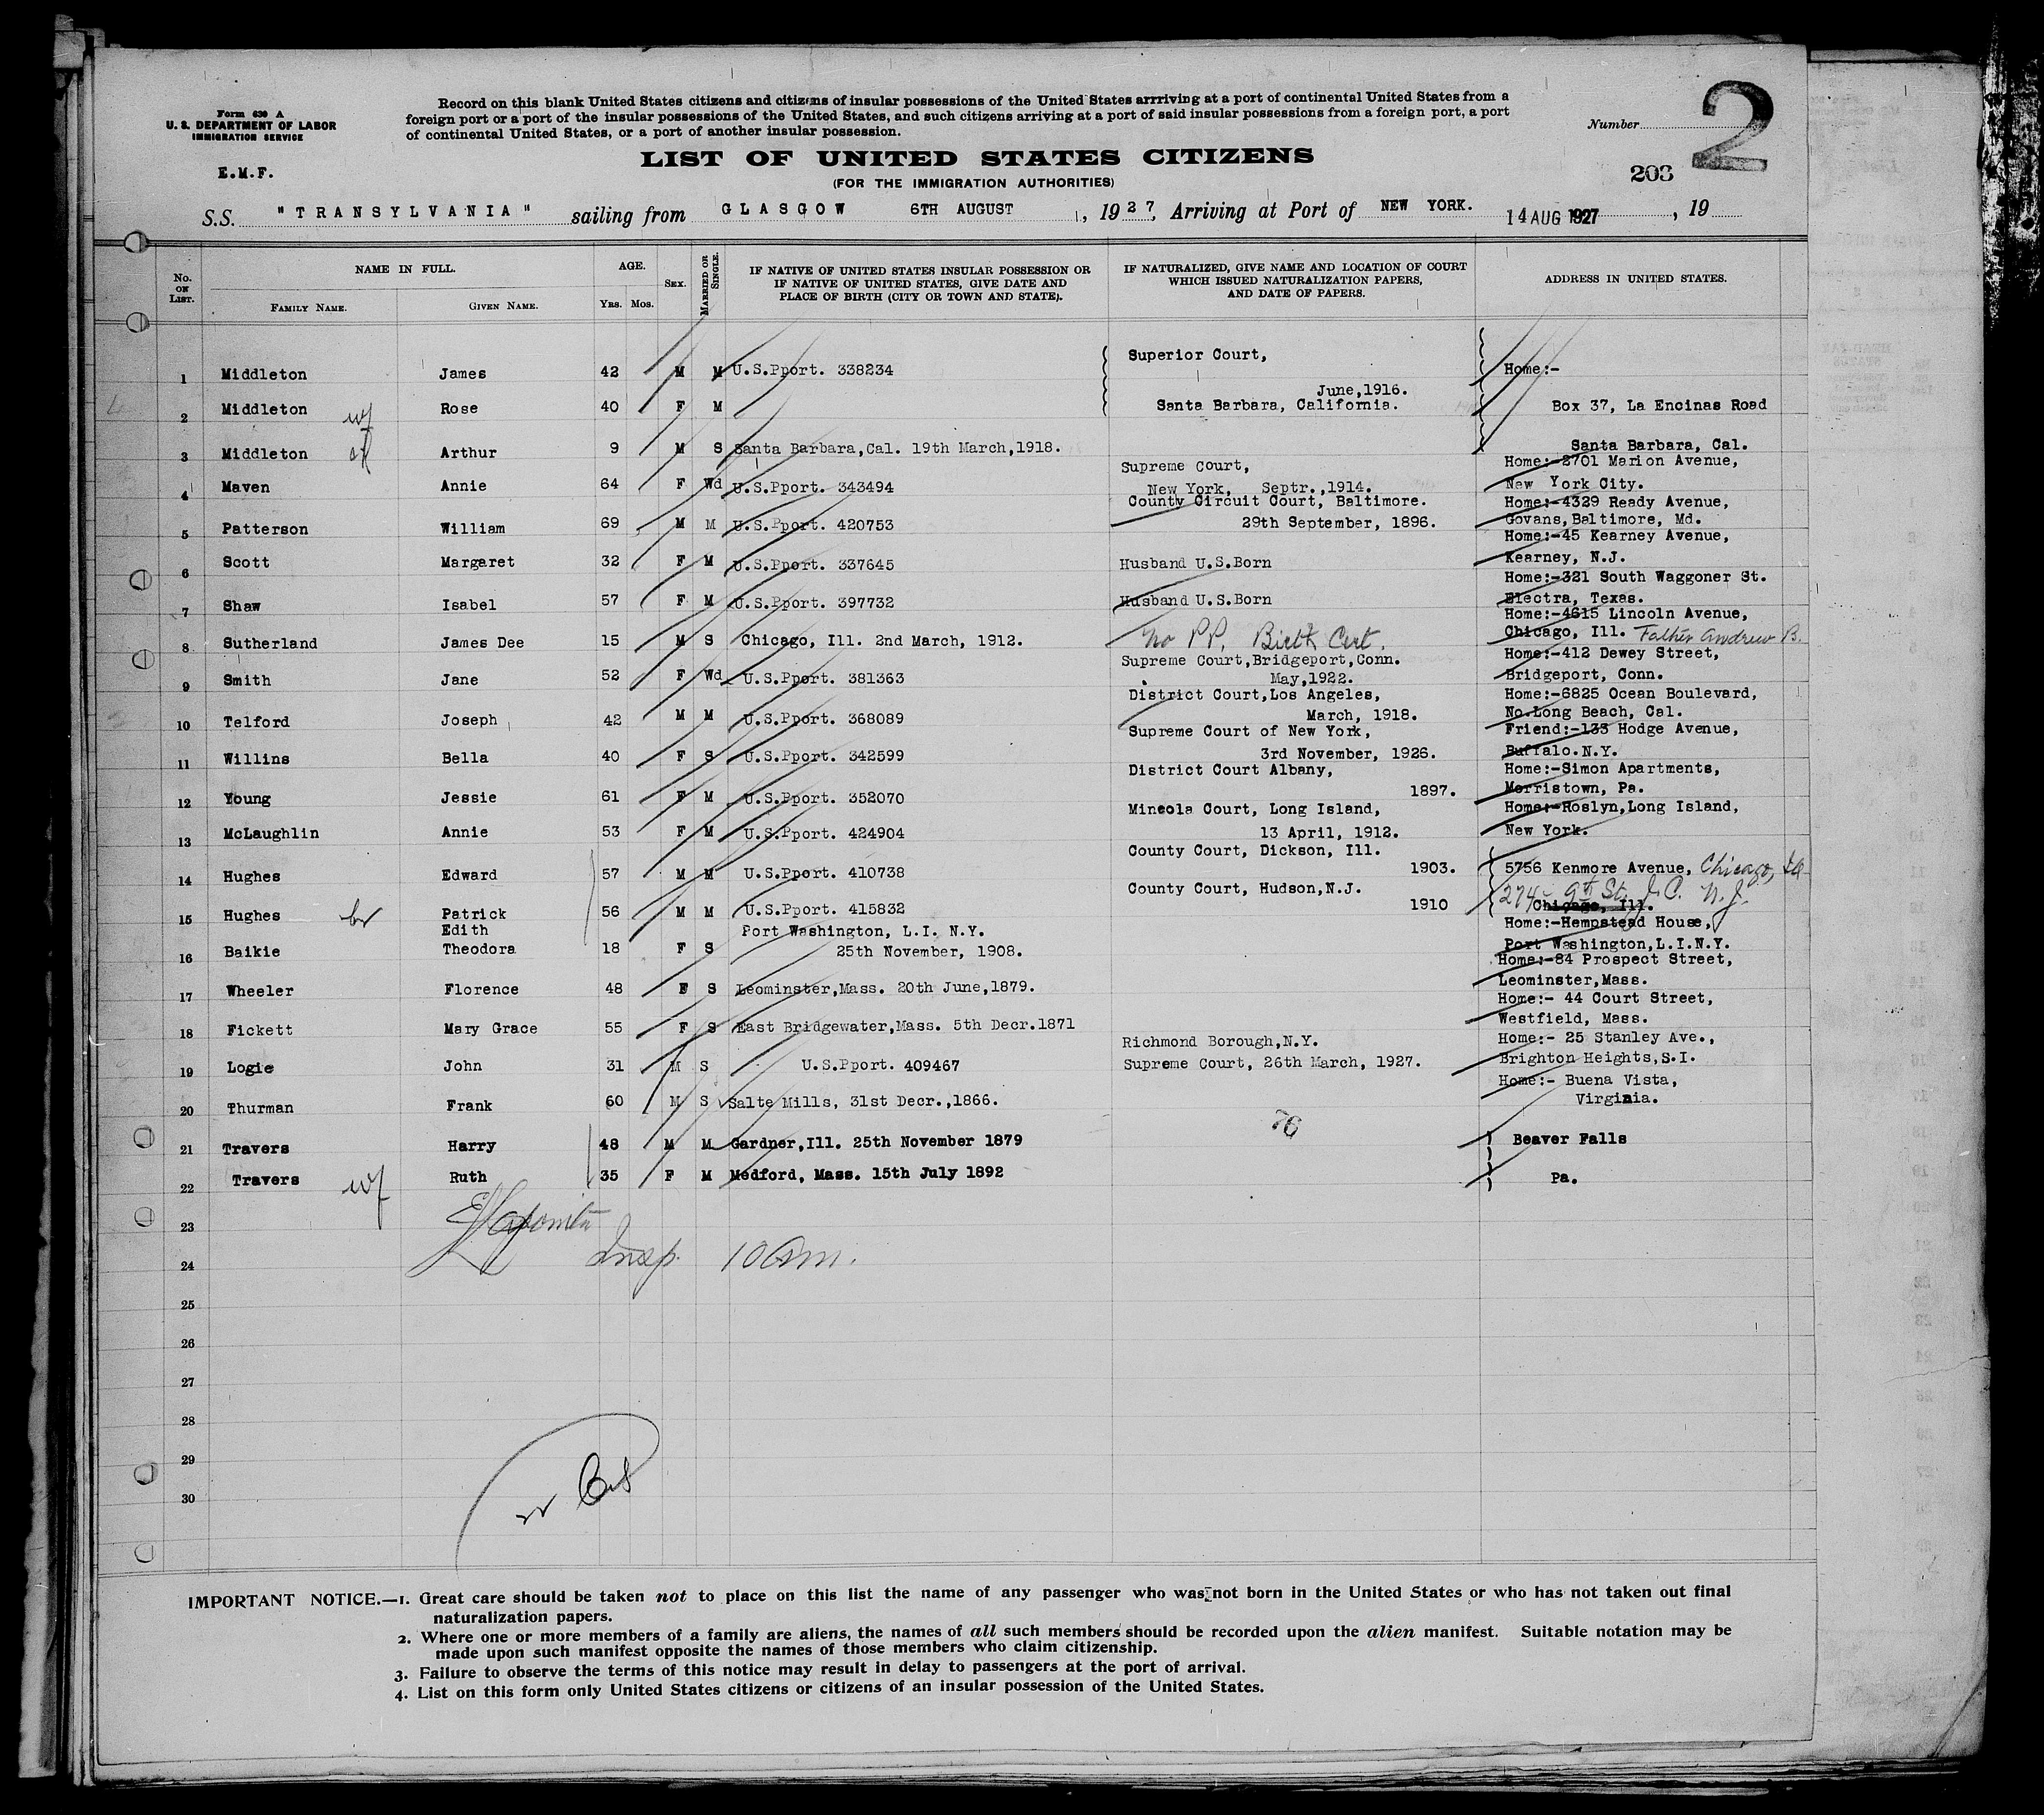 Form 630 A
U. S. DEPARTMENT OF LABOR
IMMIGRATION SERVICE
E.M.F.
Record on this blank United States citizens and citizens of insular possessions of the United States arrriving at a port of continental United States from a
foreign port or a port of the insular possessions of the United States, and such citizens arriving at a port of said insular possessions from a foreign port, a port
of continental United States, or a port of another insular possession.
Number
2
203
LIST OF UNITED STATES CITIZENS
(FOR THE IMMIGRATION AUTHORITIES)
S.S. "TRANSYLVANIA" sailing from GLASGOW 6TH AUGUST , 1927, Arriving at Port of NEW YORK. 14 AUG 1927 , 19
No. ON LIST.
NAME IN FULL.
FAMILY NAME. GIVEN NAME.
AGE.
YRS. MOS.
SEX.
MARRIED OR SINGLE.
IF NATIVE OF UNITED STATES INSULAR POSSESSION OR
IF NATIVE OF UNITED STATES, GIVE DATE AND
PLACE OF BIRTH (CITY OR TOWN AND STATE).
IF NATURALIZED, GIVE NAME AND LOCATION OF COURT
WHICH ISSUED NATURALIZATION PAPERS,
AND DATE OF PAPERS.
ADDRESS IN UNITED STATES.
1 Middleton James 42 M M U.S.Pport. 338234 Superior Court, Home:-
June,1916.
2 Middleton wf Rose 40 F M Santa Barbara, California. Box 37, La Encinas Road
3 Middleton Arthur 9 M S Santa Barbara,Cal. 19th March,1918. Santa Barbara, Cal.
Supreme Court, Home:-2701 Marion Avenue,
4 Maven Annie 64 F Wd U.S.Pport. 343494 New York, Septr.,1914. New York City.
County Circuit Court, Baltimore. Home:-4329 Ready Avenue,
5 Patterson William 69 M M U.S.Pport. 420753 29th September, 1896. Govans,Baltimore, Md.
Home:-45 Kearney Avenue,
6 Scott Margaret 32 F M U.S.Pport. 337645 Husband U.S.Born Kearney, N.J.
Home:-321 South Waggoner St.
7 Shaw Isabel 57 F M U.S.Pport. 397732 Husband U.S.Born Electra, Texas.
Home:-4615 Lincoln Avenue,
8 Sutherland James Dee 15 M S Chicago, Ill. 2nd March, 1912. No PP. Birth Cert. Chicago, Ill. Father Andrew B.
Supreme Court,Bridgeport,Conn. Home:-412 Dewey Street,
9 Smith Jane 52 F Wd U.S.Pport. 381363 May,1922. Bridgeport, Conn.
District Court,Los Angeles, Home:-6825 Ocean Boulevard,
10 Telford Joseph 42 M M U.S.Pport. 368089 March, 1918. No.Long Beach, Cal.
Supreme Court of New York, Friend:-133 Hodge Avenue,
11 Willins Bella 40 F S U.S.Pport. 342599 3rd November, 1926. Buffalo.N.Y.
District Court Albany, Home:-Simon Apartments,
12 Young Jessie 61 F M U.S.Pport. 352070 1897. Morristown, Pa.
Mineola Court, Long Island, Home:-Roslyn,Long Island,
13 McLaughlin Annie 53 F M U.S.Pport. 424904 13 April, 1912. New York.
County Court, Dickson, Ill.
14 Hughes Edward 57 M M U.S.Pport. 410738 1903. 5756 Kenmore Avenue, Chicago, Ill
County Court, Hudson,N.J. 274- 9th St. J.C. N.J.
15 Hughes br Patrick 56 M M U.S.Pport. 415832 1910 Chicago, Ill.
Edith Port Washington, L.I. N.Y. Home:-Hempstead House,
16 Baikie Theodora 18 F S 25th November, 1908. Port Washington,L.I.N.Y.
Home:-84 Prospect Street,
17 Wheeler Florence 48 F S Leominster,Mass. 20th June,1879. Leominster,Mass.
Home:- 44 Court Street,
18 Fickett Mary Grace 55 F S East Bridgewater,Mass. 5th Decr.1871 Westfield, Mass.
Richmond Borough,N.Y. Home:- 25 Stanley Ave.,
19 Logie John 31 M S U.S.Pport. 409467 Supreme Court, 26th March, 1927. Brighton Heights,S.I.
Home:- Buena Vista,
20 Thurman Frank 60 M S Salte Mills, 31st Decr.,1866. Virginia.
76
21 Travers Harry 48 M M Gardner,Ill. 25th November 1879 Beaver Falls
22 Travers wf Ruth 35 F M Medford, Mass. 15th July 1892 Pa.
23
24 Insp. 10 am.
25
26
27
28
29
30
IMPORTANT NOTICE.—1. Great care should be taken not to place on this list the name of any passenger who was not born in the United States or who has not taken out final
naturalization papers.
2. Where one or more members of a family are aliens, the names of all such members should be recorded upon the alien manifest. Suitable notation may be
made upon such manifest opposite the names of those members who claim citizenship.
3. Failure to observe the terms of this notice may result in delay to passengers at the port of arrival.
4. List on this form only United States citizens or citizens of an insular possession of the United States.